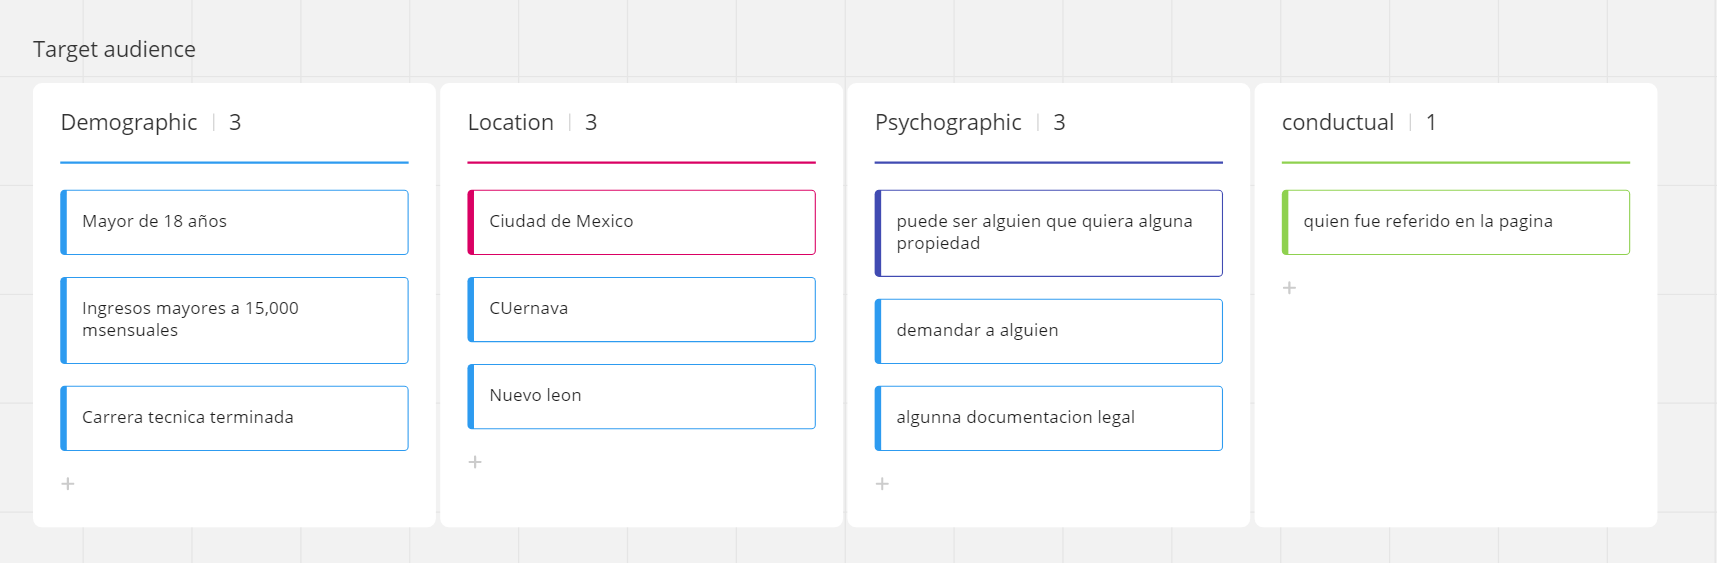 Target audience
Demographic | 3
Mayor de 18 años
Ingresos mayores a 15,000
msensuales
Carrera tecnica terminada
+
Location | 3
Ciudad de Mexico
CUernava
Nuevo leon
+
Psychographic | 3
puede ser alguien que quiera alguna
propiedad
demandar a alguien
algunna documentacion legal
+
conductual | 1
quien fue referido en la pagina
+